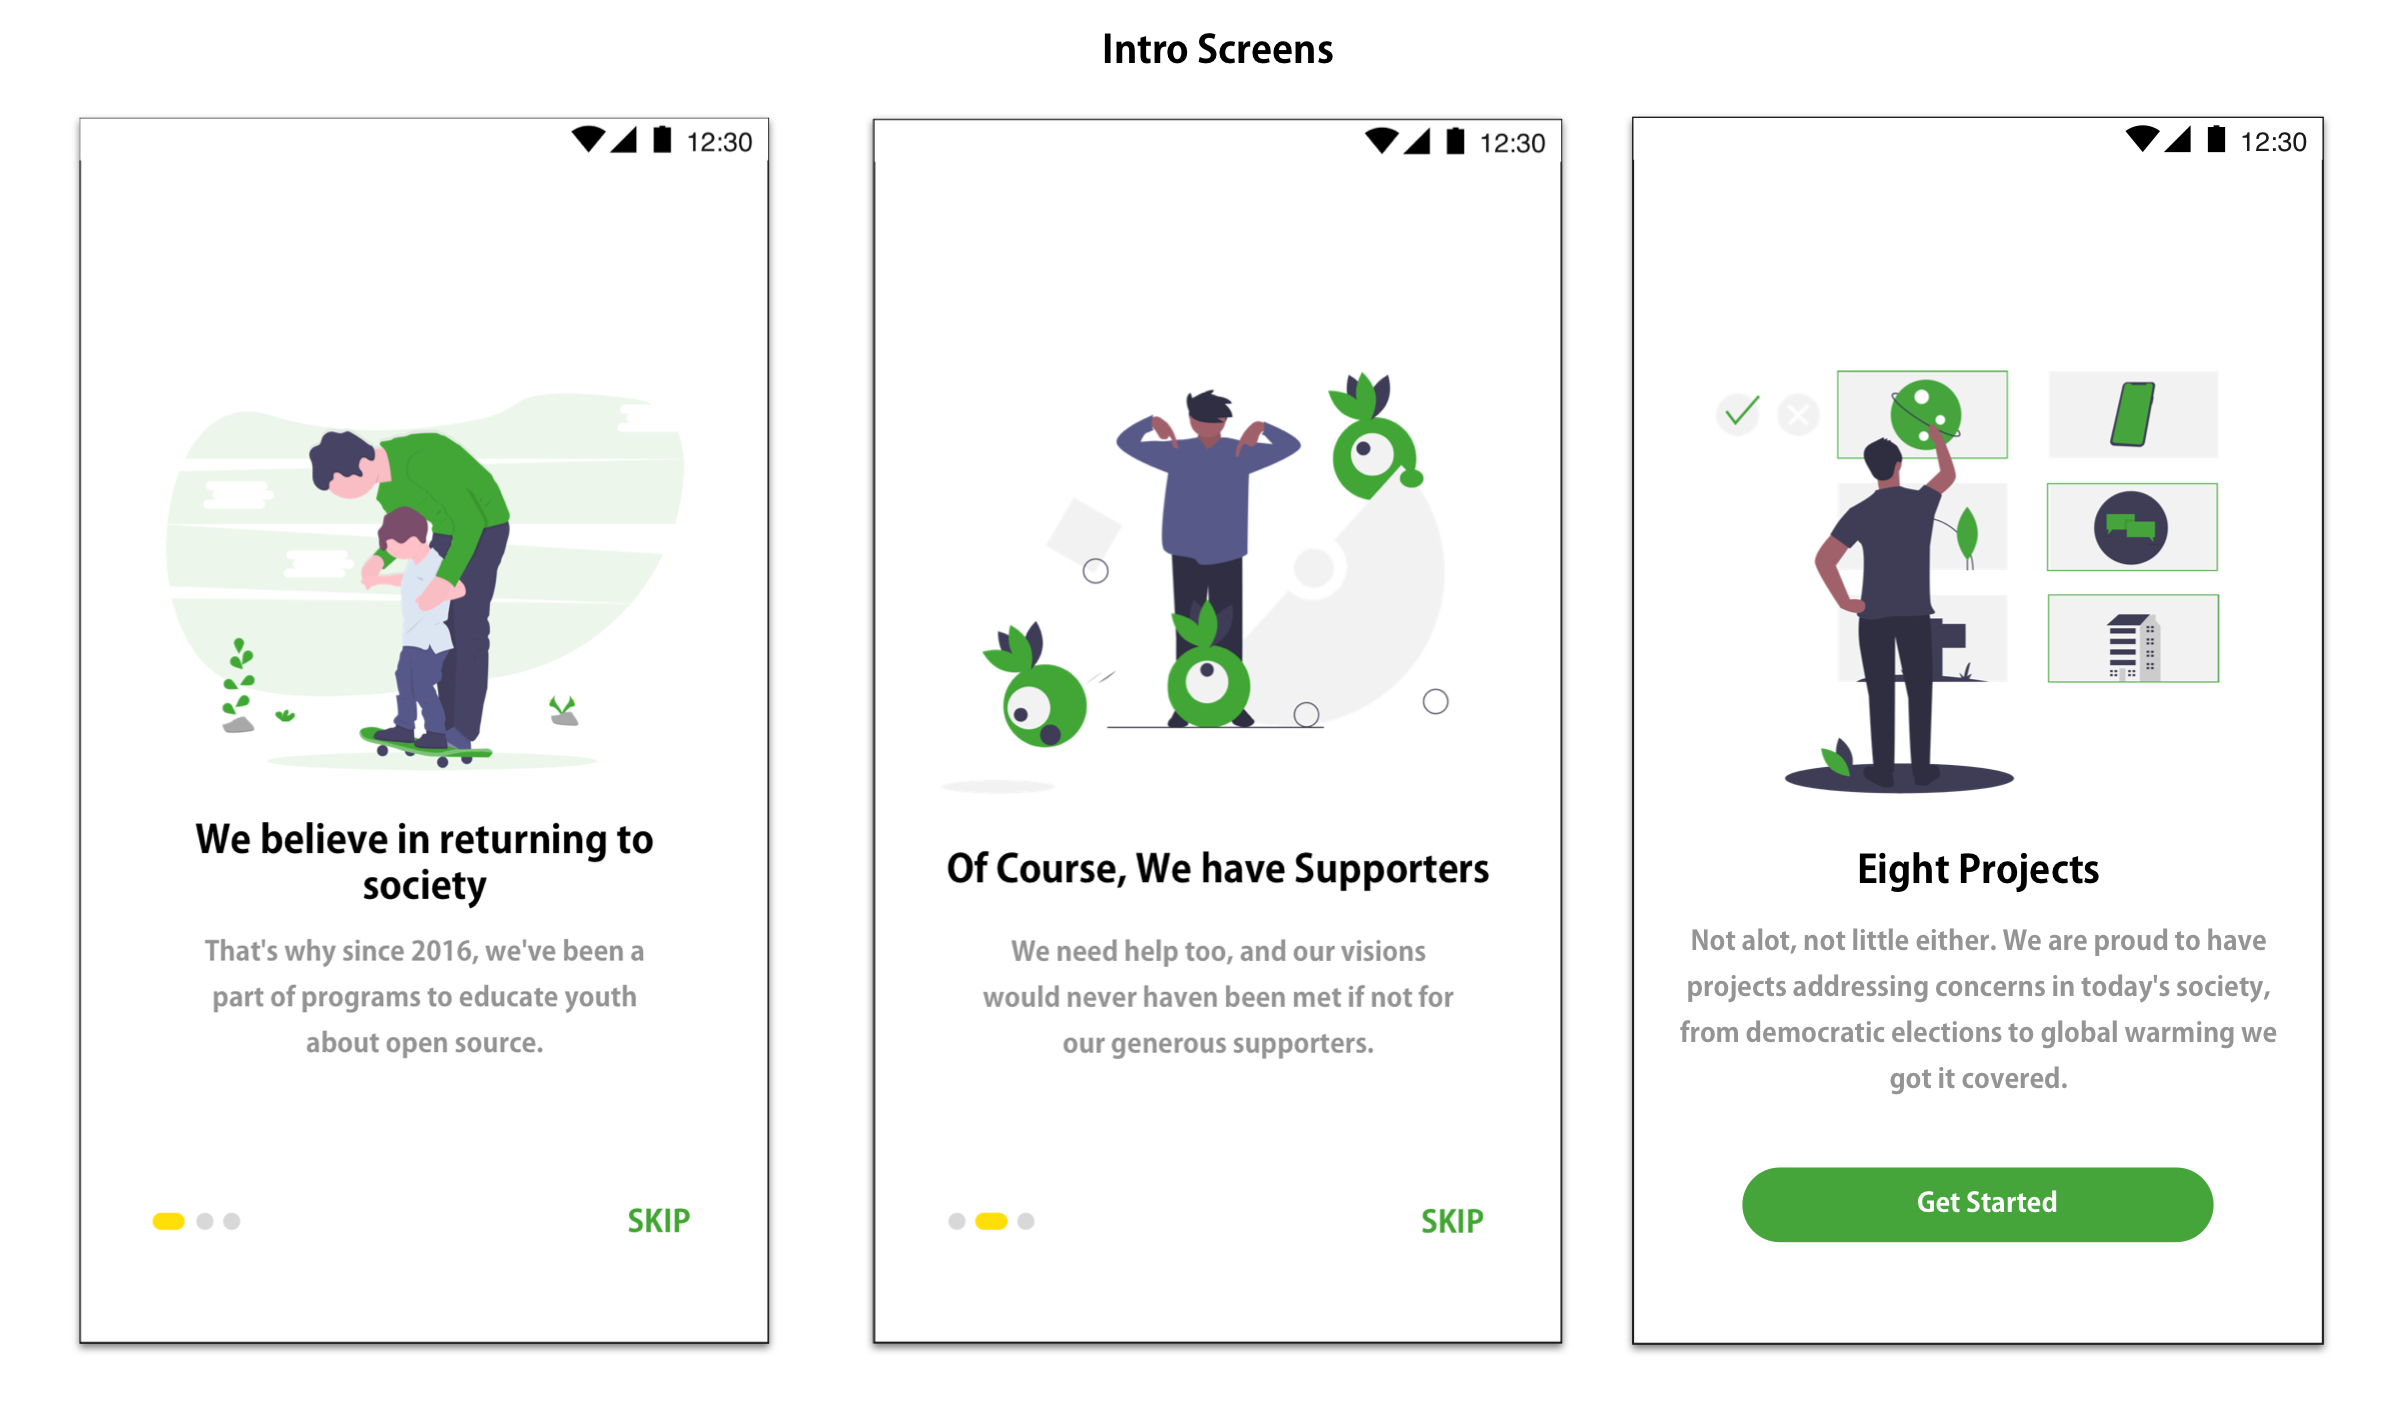 Intro Screens
12:30
We believe in returning to
society
That's why since 2016, we've been a
part of programs to educate youth
about open source.
SKIP
12:30
Of Course, We have Supporters
We need help too, and our visions
would never haven been met if not for
our generous supporters.
SKIP
12:30
Eight Projects
Not alot, not little either. We are proud to have
projects addressing concerns in today's society,
from democratic elections to global warming we
got it covered.
Get Started